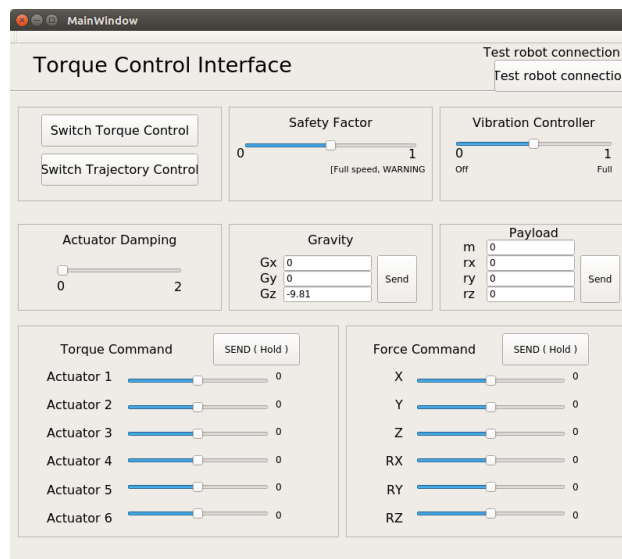 MainWindow
Torque Control Interface
Test robot connection
Test robot connectio
Switch Torque Control
Switch Trajectory Control
Safety Factor
0 1
[Full speed, WARNING
Vibration Controller
0 1
Off Full
Actuator Damping
0 2
Gravity
Gx 0
Gy 0
Gz -9.81
Send
Payload
m 0
rx 0
ry 0
rz 0
Send
Torque Command
SEND ( Hold )
Actuator 1 0
Actuator 2 0
Actuator 3 0
Actuator 4 0
Actuator 5 0
Actuator 6 0
Force Command
SEND ( Hold )
X 0
Y 0
Z 0
RX 0
RY 0
RZ 0